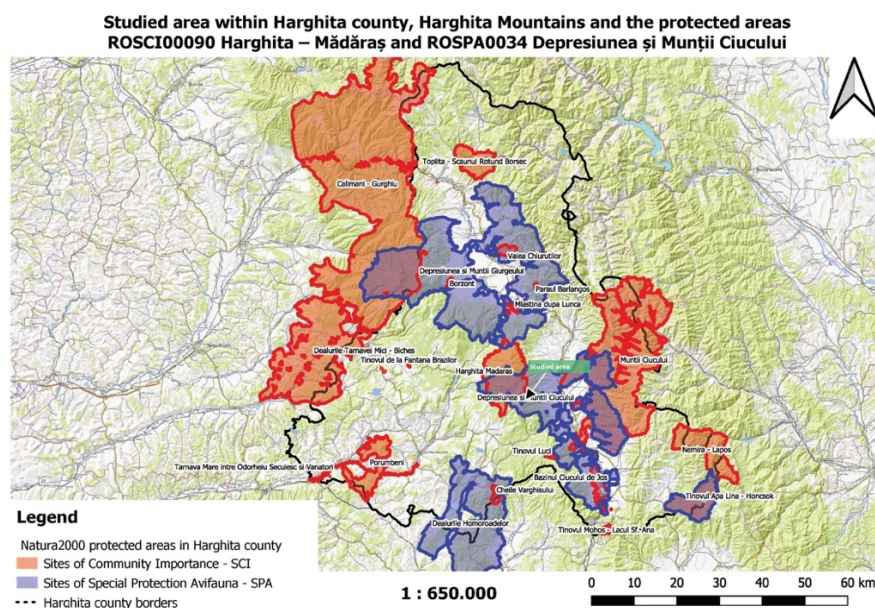 Studied area within Harghita county, Harghita Mountains and the protected areas
ROSCI00090 Harghita – Mădăraș and ROSPA0034 Depresiunea și Munții Ciucului
Toplita - Scaunul Rotund Borsec
Calimani - Gurghiu
Valea Chiurutilor
Depresiunea si Muntii Giurgeului
Borzont
Paraul Barlangos
Mlastina dupa Lunca
Dealurile Tarnavei Mici - Biches
Tinovul de la Fantana Brazilor
Muntii Ciucului
Harghita Madaras
Studied area
Depresiunea si Muntii Ciucului
Tinovul Luci
Nemira - Lapos
Tarnava Mare intre Odorheiu Secuiesc si Vanatori
Porumbeni
Bazinul Ciucului de Jos
Cheile Varghisului
Tinovul Apa Lina - Honcsok
Dealurile Homoroadelor
Tinovul Mohos - Lacul Sf. Ana
Legend
Natura2000 protected areas in Harghita county
Sites of Community Importance - SCI
Sites of Special Protection Avifauna - SPA
Harghita county borders
1 : 650.000
0 10 20 30 40 50 60 km